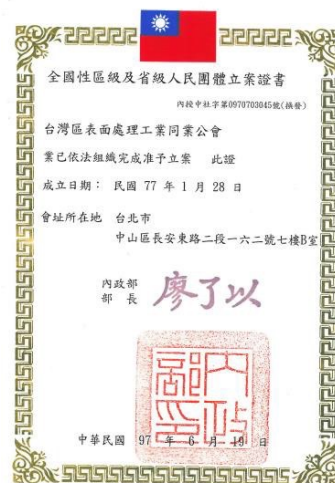 全國性區級及省級人民團體立案證書
內授中社字第0970703045號(換發)
台灣區表面處理工業同業公會
業已依法組織完成准予立案 此證
成立日期： 民國 77 年 1 月 28 日
會址所在地 台北市
中山區長安東路二段一六二號七樓B室
內政部
部 長 廖了以
內政部印
中華民國 97 年 6 月 19 日